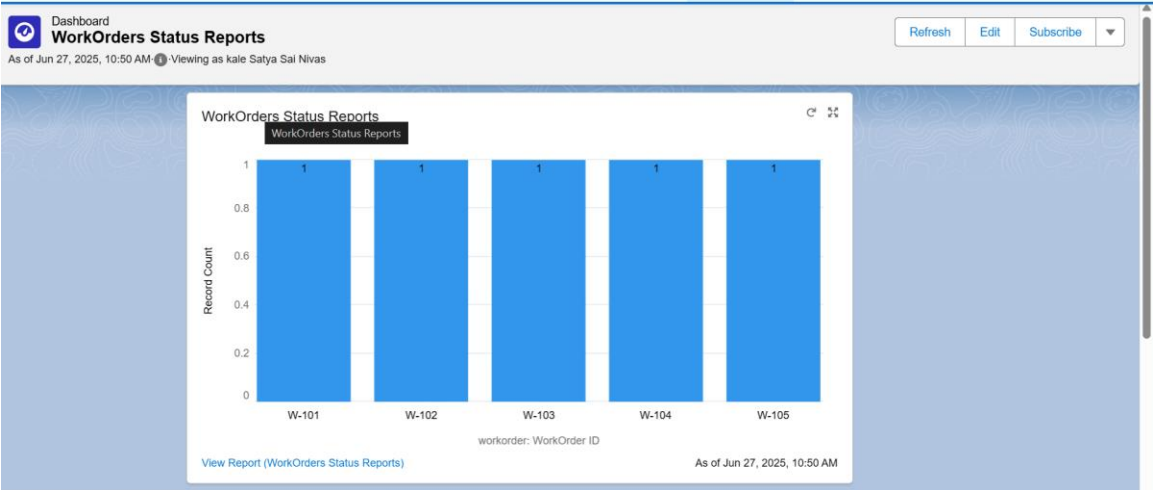 Dashboard
WorkOrders Status Reports
Refresh
Edit
Subscribe
As of Jun 27, 2025, 10:50 AM·Viewing as kale Satya Sai Nivas
WorkOrders Status Reports
WorkOrders Status Reports
1
0.8
0.6
0.4
0.2
0
Record Count
1
1
1
1
1
W-101
W-102
W-103
W-104
W-105
workorder: WorkOrder ID
View Report (WorkOrders Status Reports)
As of Jun 27, 2025, 10:50 AM